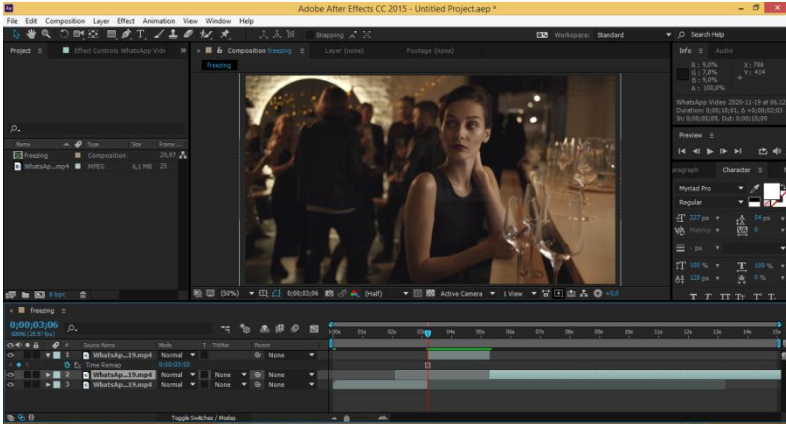 Adobe After Effects CC 2015 - Untitled Project.aep *
File Edit Composition Layer Effect Animation View Window Help
Snapping
Workspace: Standard
Search Help
Project
Effect Controls WhatsApp Vide
Composition freezing
Layer (none)
Footage (none)
Info
Audio
freezing
R : 9,0%
G : 7,8%
B : 9,0%
A : 100,0%
X : 786
Y : 414
WhatsApp Video 2020-11-19 at 06.12
Duration: 0;00;10;01, Δ +0;00;02;03
In: 0;00;05;09, Out: 0;00;15;09
Preview
Name Type Size Frame ...
freezing Composition 29,97
WhatsAp...mp4 MPEG 6,1 MB 25
aragraph
Character
Myriad Pro
Regular
227 px
54 px
Metrics
0
- px
100 %
100 %
128 px
0 %
T T TT Tt T' T,
8 bpc
(50%)
0;00;03;06
(Half)
Active Camera
1 View
+0,0
freezing
0;00;03;06
00096 (29.97 fps)
# Source Name Mode T TrkMat Parent
:00s 01s 02s 04s 05s 06s 07s 08s 09s 10s 11s 12s 13s 14s 15s
1 WhatsAp...19.mp4 Normal None
Time Remap 0;00;03;05
2 WhatsAp...19.mp4 Normal None None
3 WhatsAp...19.mp4 Normal None None
Toggle Switches / Modes